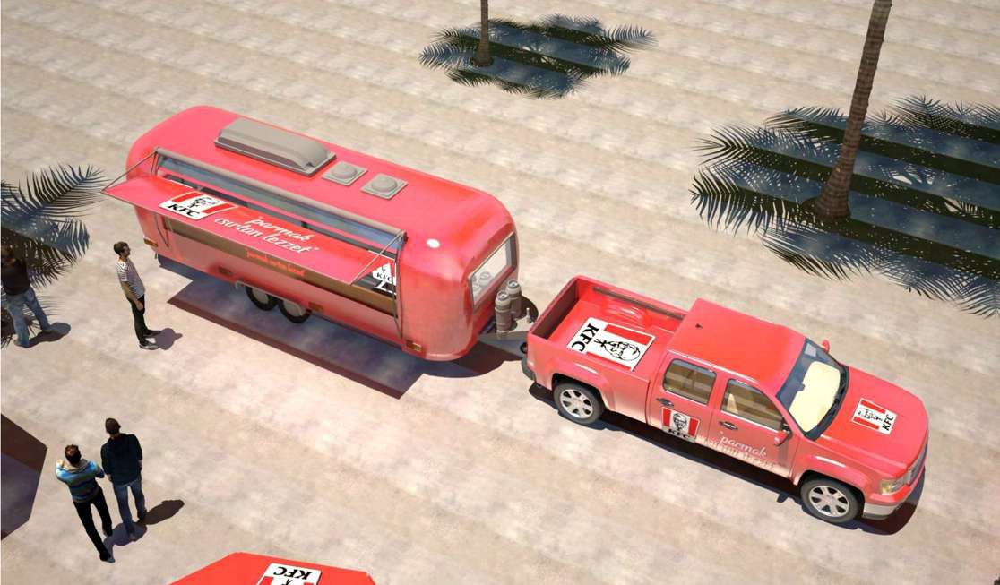 KFC
'parmak
ısırtan lezzet'
parmak ısırtan lezzet
KFC
KFC
KFC
'parmak
ısırtan lezzet'
KFC
KFC